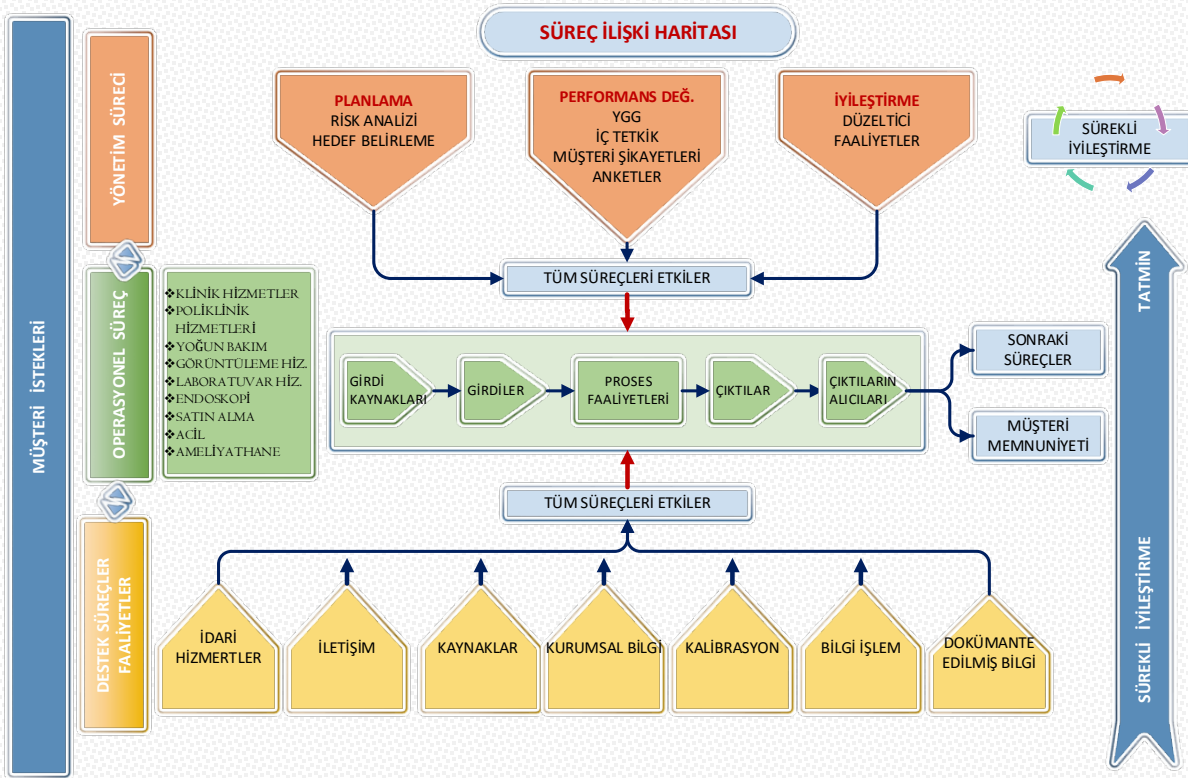 SÜREÇ İLİŞKİ HARİTASI
MÜŞTERİ İSTEKLERİ
YÖNETİM SÜRECİ
PLANLAMA
RİSK ANALİZİ
HEDEF BELİRLEME
PERFORMANS DEĞ.
YGG
İÇ TETKİK
MÜŞTERİ ŞİKAYETLERİ
ANKETLER
İYİLEŞTİRME
DÜZELTİCİ
FAALİYETLER
SÜREKLİ
İYİLEŞTİRME
TÜM SÜREÇLERİ ETKİLER
OPERASYONEL SÜREÇ
❖KLİNİK HİZMETLER
❖POLİKLİNİK
HİZMETLERİ
❖YOĞUN BAKIM
❖GÖRÜNTÜLEME HİZ.
❖LABORATUVAR HİZ.
❖ENDOSKOPİ
❖SATIN ALMA
❖ACİL
❖AMELİYATHANE
GİRDİ
KAYNAKLARI
GİRDİLER
PROSES
FAALİYETLERİ
ÇIKTILAR
ÇIKTILARIN
ALICILARI
SONRAKİ
SÜREÇLER
MÜŞTERİ
MEMNUNİYETİ
TÜM SÜREÇLERİ ETKİLER
DESTEK SÜREÇLER
FAALİYETLER
İDARİ
HİZMERTLER
İLETİŞİM
KAYNAKLAR
KURUMSAL BİLGİ
KALİBRASYON
BİLGİ İŞLEM
DOKÜMANTE
EDİLMİŞ BİLGİ
SÜREKLİ İYİLEŞTİRME
TATMİN